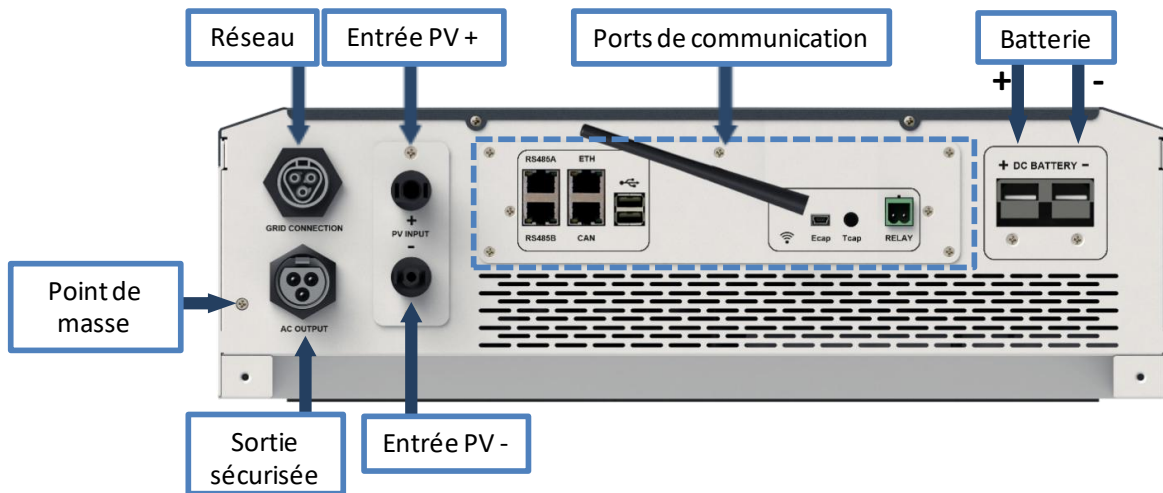 Réseau
Entrée PV +
Ports de communication
Batterie
+ -
RS485A ETH
+ DC BATTERY -
GRID CONNECTION
+
PV INPUT
-
RS485B CAN
Ecap Tcap RELAY
Point de
masse
AC OUTPUT
Sortie
sécurisée
Entrée PV -